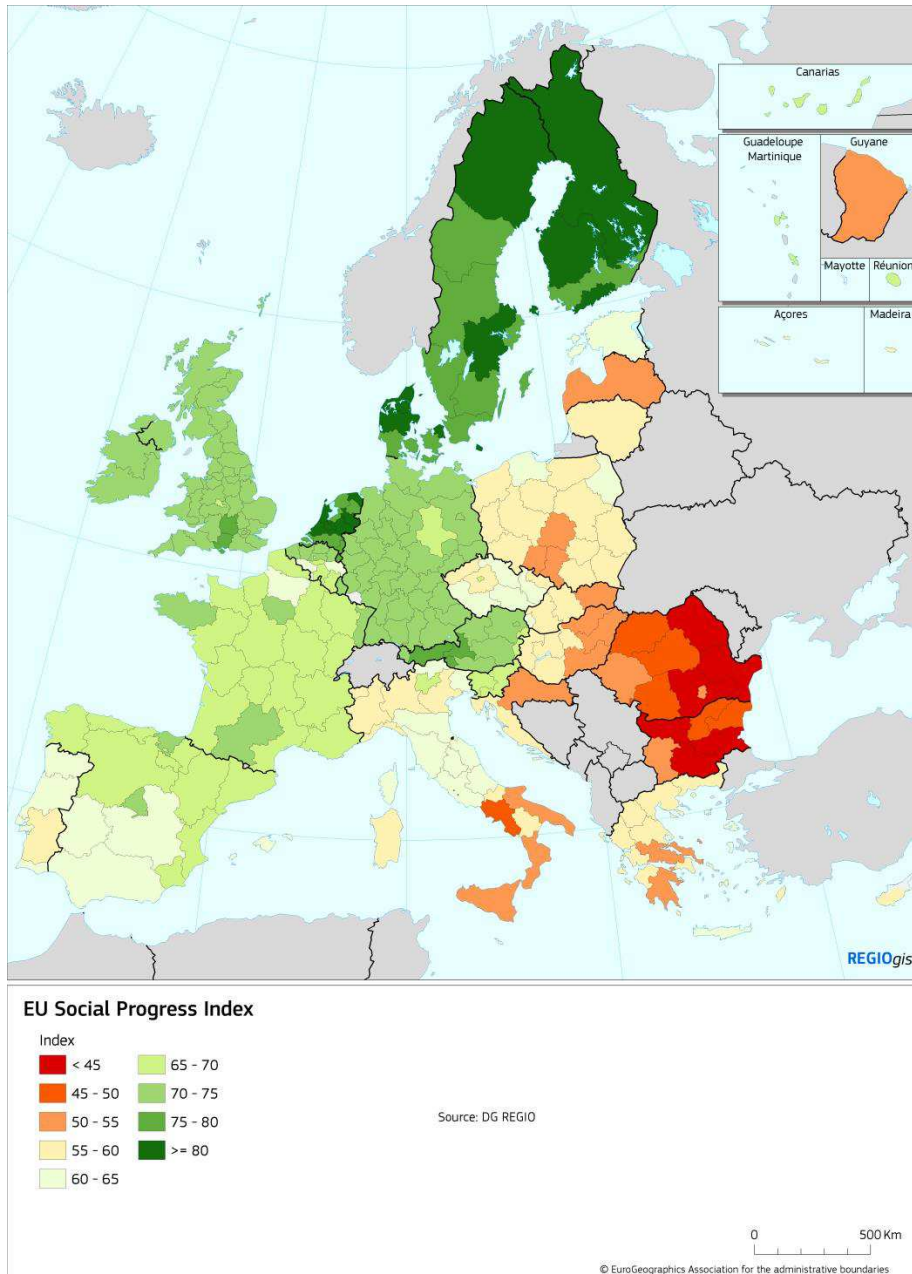 Canarias
Guadeloupe
Martinique
Guyane
Mayotte
Réunion
Açores
Madeira
REGIOgis
EU Social Progress Index
Index
< 45
45 - 50
50 - 55
55 - 60
60 - 65
65 - 70
70 - 75
75 - 80
>= 80
Source: DG REGIO
0 500 Km
© EuroGeographics Association for the administrative boundaries